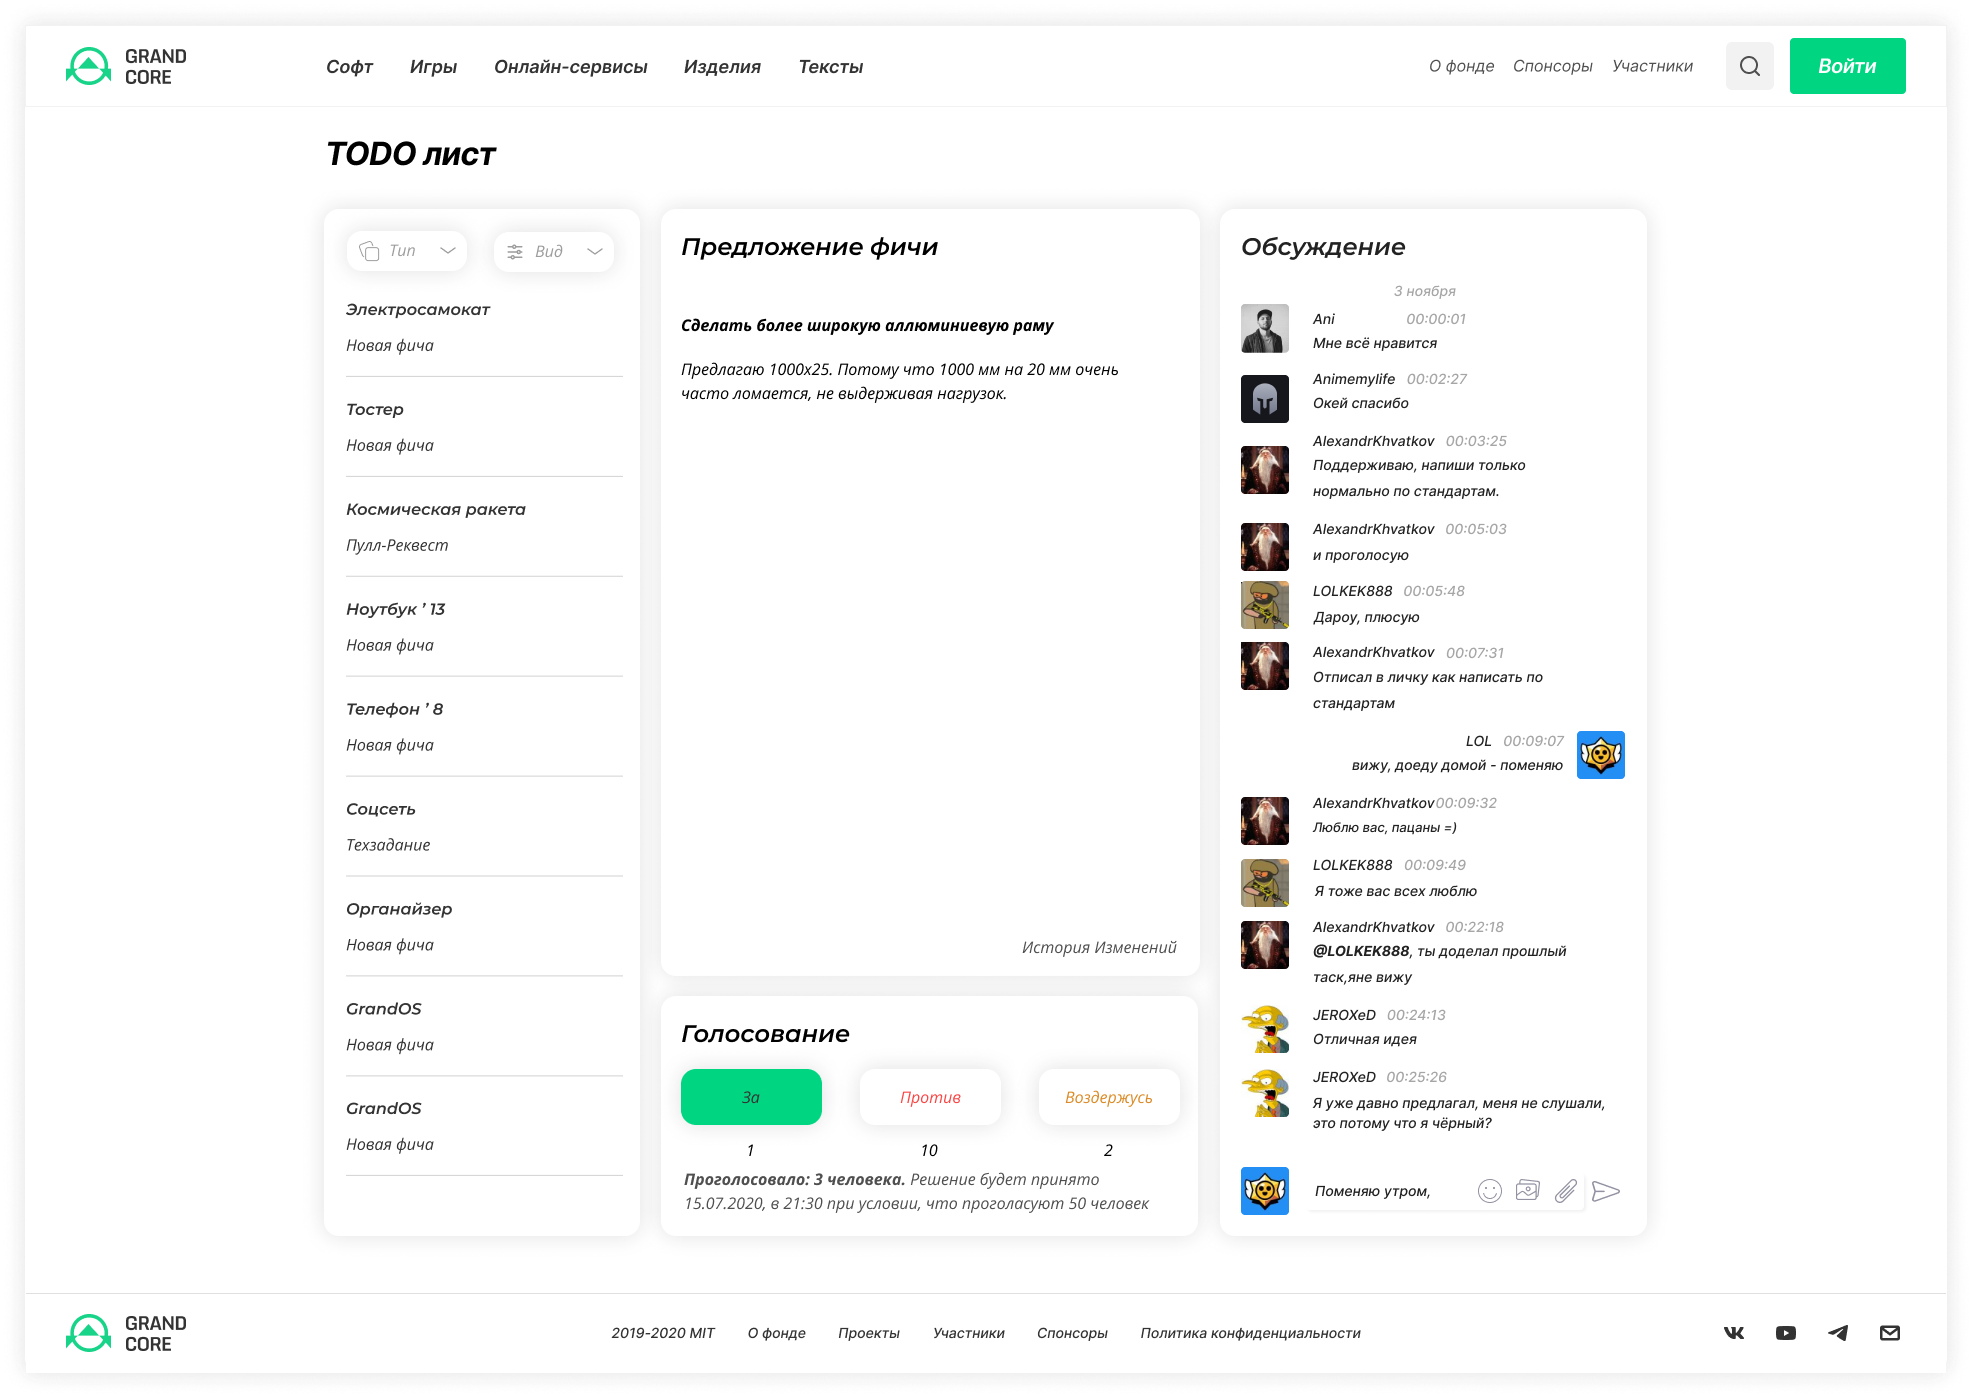 GRAND
CORE
Софт Игры Онлайн-сервисы Изделия Тексты
О фонде Спонсоры Участники
Войти
TODO лист
Тип Вид
Электросамокат
Новая фича
Тостер
Новая фича
Космическая ракета
Пулл-Реквест
Ноутбук ’ 13
Новая фича
Телефон ’ 8
Новая фича
Соцсеть
Техзадание
Органайзер
Новая фича
GrandOS
Новая фича
GrandOS
Новая фича
Предложение фичи
Сделать более широкую аллюминиевую раму
Предлагаю 1000х25. Потому что 1000 мм на 20 мм очень
часто ломается, не выдерживая нагрузок.
История Изменений
Голосование
За Против Воздержусь
1 10 2
Проголосовало: 3 человека. Решение будет принято
15.07.2020, в 21:30 при условии, что проголасуют 50 человек
Обсуждение
3 ноября
Ani 00:00:01
Мне всё нравится
Animemylife 00:02:27
Окей спасибо
AlexandrKhvatkov 00:03:25
Поддерживаю, напиши только
нормально по стандартам.
AlexandrKhvatkov 00:05:03
и проголосую
LOLKEK888 00:05:48
Дароу, плюсую
AlexandrKhvatkov 00:07:31
Отписал в личку как написать по
стандартам
LOL 00:09:07
вижу, доеду домой - поменяю
AlexandrKhvatkov 00:09:32
Люблю вас, пацаны =)
LOLKEK888 00:09:49
Я тоже вас всех люблю
AlexandrKhvatkov 00:22:18
@LOLKEK888, ты доделал прошлый
таск,яне вижу
JEROXeD 00:24:13
Отличная идея
JEROXeD 00:25:26
Я уже давно предлагал, меня не слушали,
это потому что я чёрный?
Поменяю утром,
GRAND
CORE
2019-2020 MIT О фонде Проекты Участники Спонсоры Политика конфиденциальности